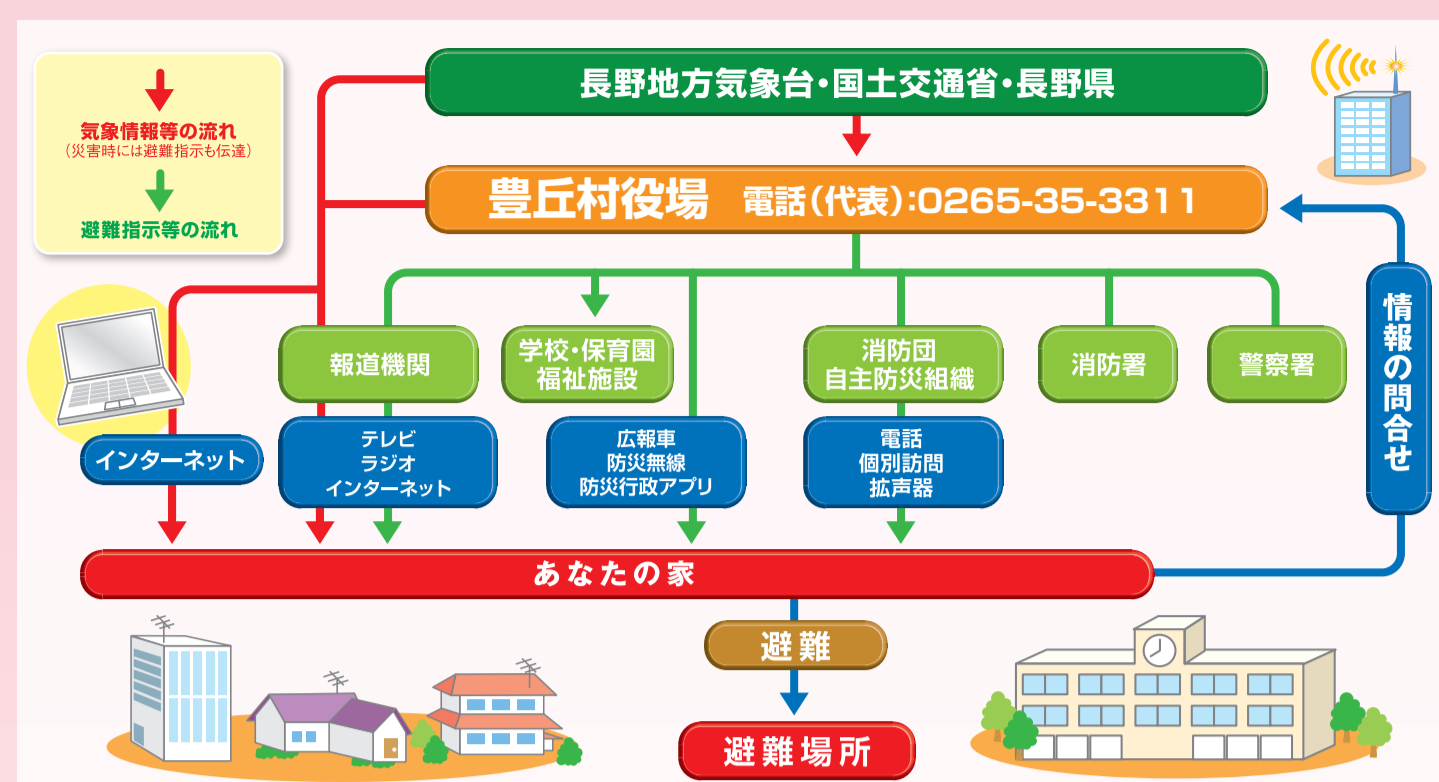 気象情報等の流れ
（災害時には避難指示も伝達）
避難指示等の流れ
長野地方気象台・国土交通省・長野県
豊丘村役場 電話（代表）：0265-35-3311
情報の問合せ
報道機関
学校・保育園
福祉施設
消防団
自主防災組織
消防署
警察署
インターネット
テレビ
ラジオ
インターネット
広報車
防災無線
防災行政アプリ
電話
個別訪問
拡声器
あなたの家
避難
避難場所